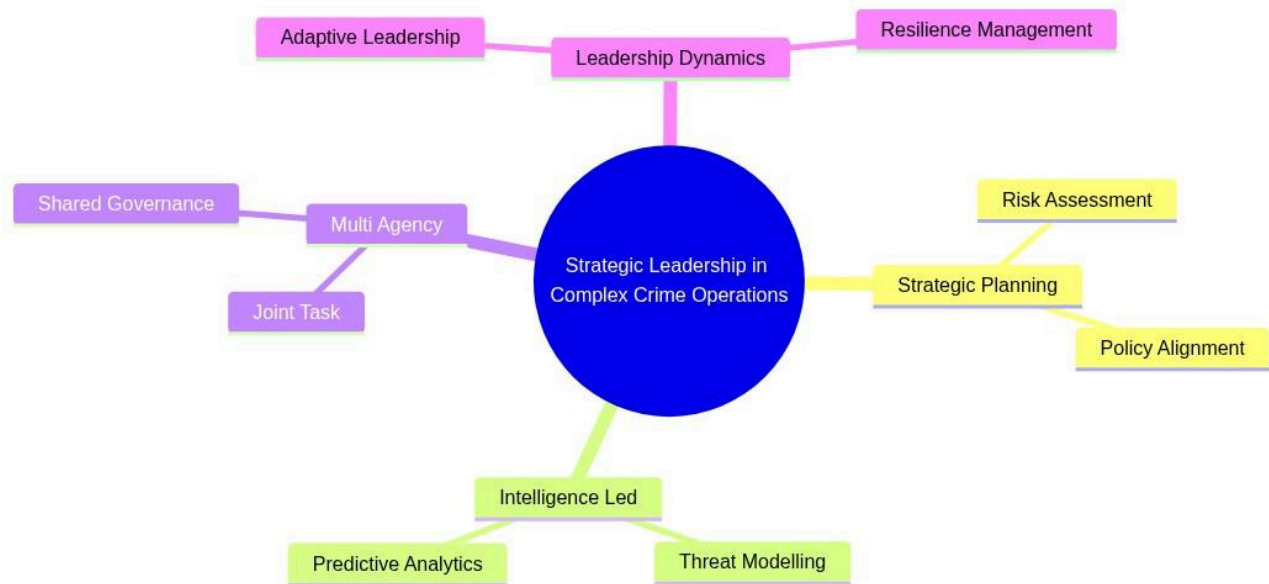 Adaptive Leadership
Leadership Dynamics
Resilience Management
Shared Governance
Multi Agency
Joint Task
Strategic Leadership in
Complex Crime Operations
Risk Assessment
Strategic Planning
Policy Alignment
Intelligence Led
Predictive Analytics
Threat Modelling